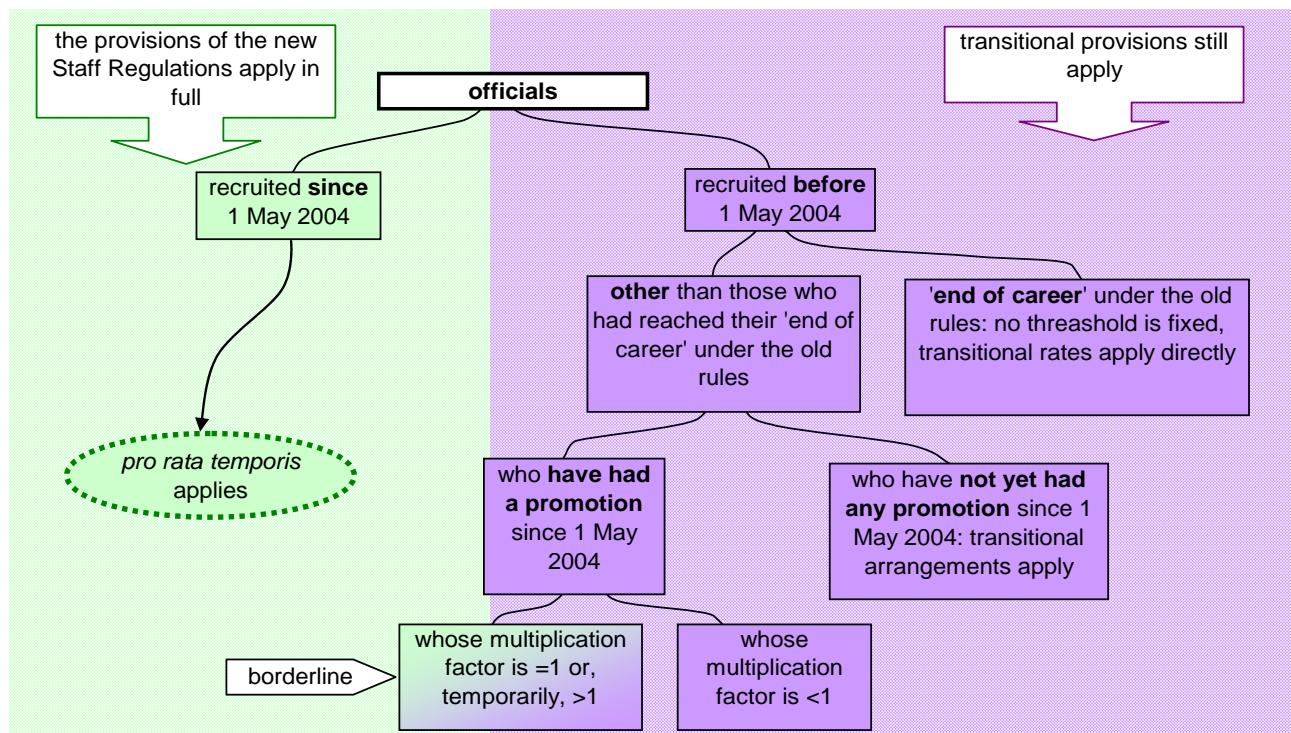 the provisions of the new
Staff Regulations apply in
full
transitional provisions still
apply
officials
recruited since
1 May 2004
recruited before
1 May 2004
other than those who
had reached their 'end of
career' under the old
rules
'end of career' under the old
rules: no threashold is fixed,
transitional rates apply directly
pro rata temporis
applies
who have had
a promotion
since 1 May
2004
who have not yet had
any promotion since 1
May 2004: transitional
arrangements apply
borderline
whose multiplication
factor is =1 or,
temporarily, >1
whose
multiplication
factor is <1